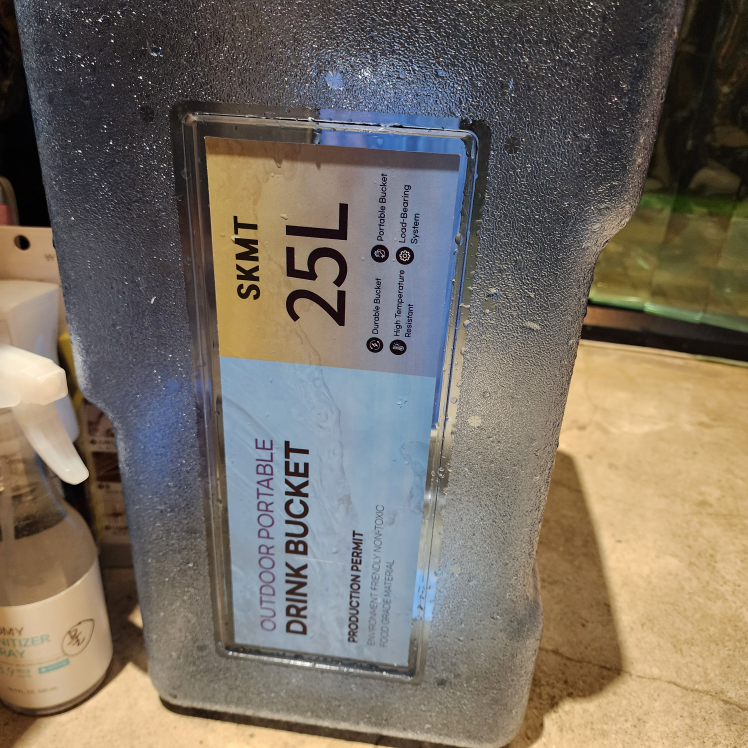 SKMT
25L
Durable Bucket
Portable Bucket
High Temperature
Resistant
Load-Bearing
System
OUTDOOR PORTABLE
DRINK BUCKET
PRODUCTION PERMIT
ENVIRONMENT FRIENDLY NON-TOXIC
FOOD GRADE MATERIAL